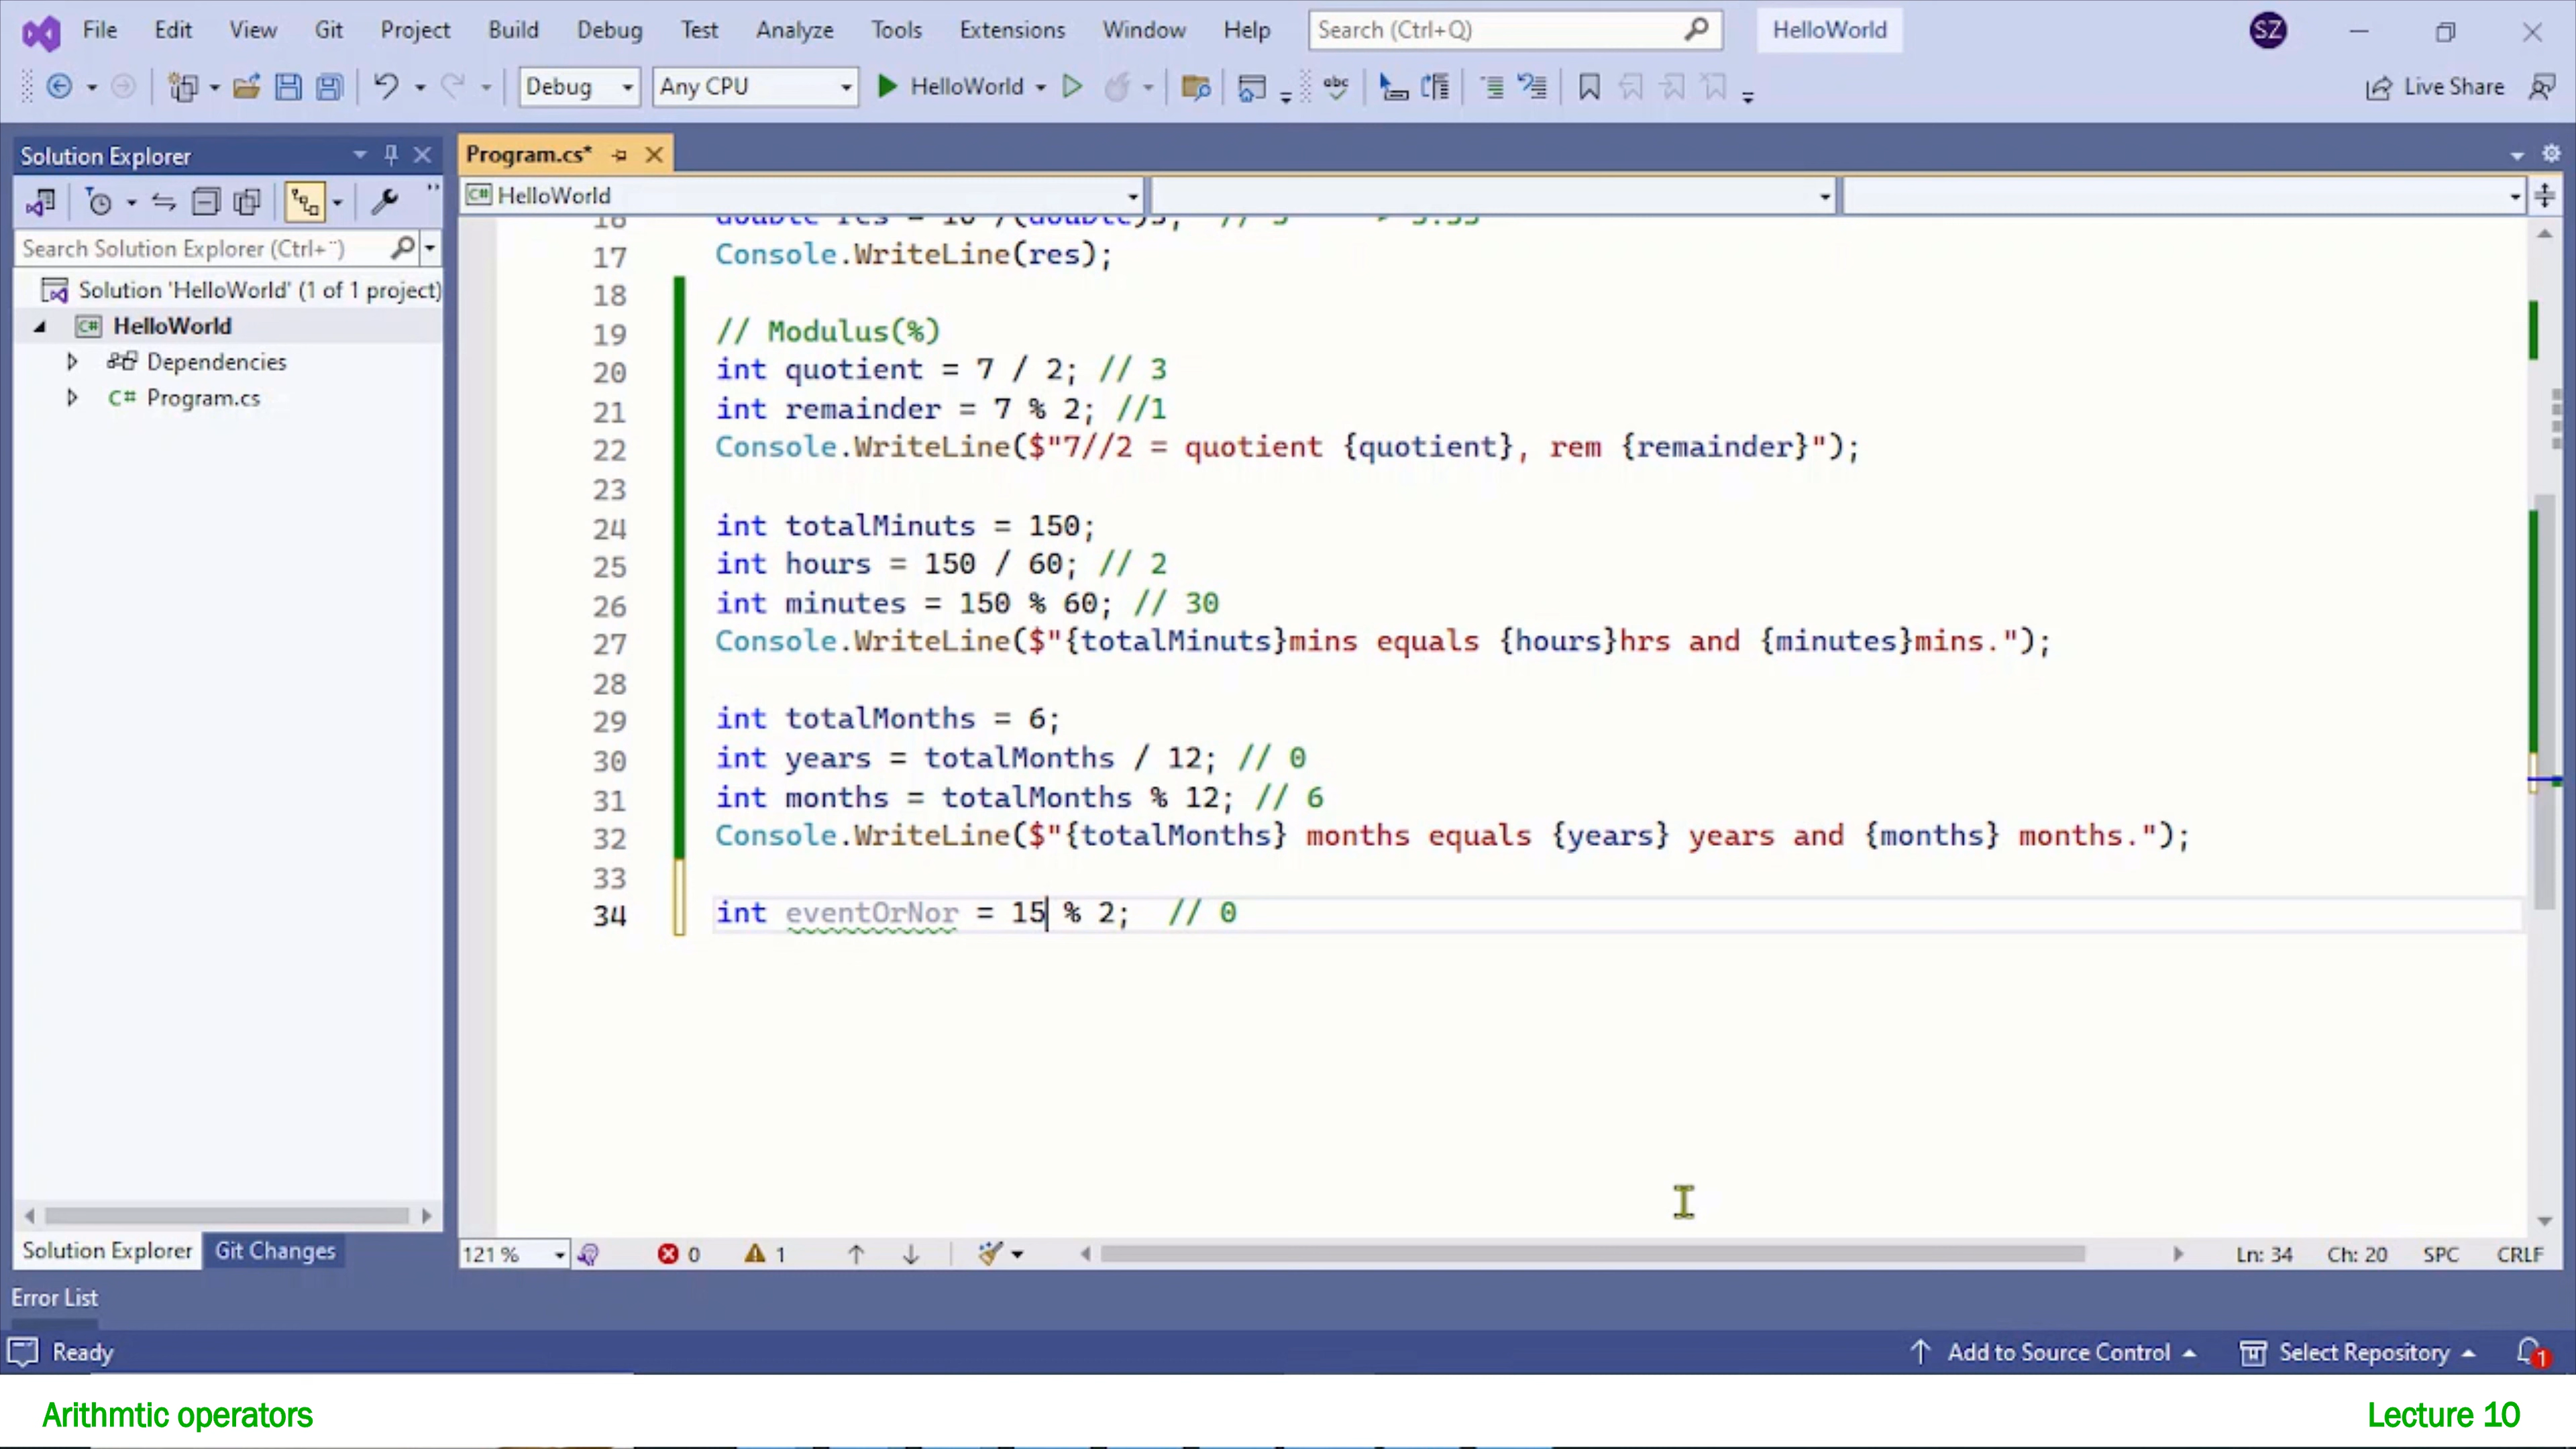 File Edit View Git Project Build Debug Test Analyze Tools Extensions Window Help Search (Ctrl+Q) HelloWorld SZ
Debug Any CPU HelloWorld abc Live Share
Solution Explorer
Search Solution Explorer (Ctrl+¨)
Solution 'HelloWorld' (1 of 1 project)
C# HelloWorld
Dependencies
C# Program.cs
Program.cs*
C# HelloWorld
17 Console.WriteLine(res);
18
19 // Modulus(%)
20 int quotient = 7 / 2; // 3
21 int remainder = 7 % 2; //1
22 Console.WriteLine($"7//2 = quotient {quotient}, rem {remainder}");
23
24 int totalMinuts = 150;
25 int hours = 150 / 60; // 2
26 int minutes = 150 % 60; // 30
27 Console.WriteLine($"{totalMinuts}mins equals {hours}hrs and {minutes}mins.");
28
29 int totalMonths = 6;
30 int years = totalMonths / 12; // 0
31 int months = totalMonths % 12; // 6
32 Console.WriteLine($"{totalMonths} months equals {years} years and {months} months.");
33
34 int eventOrNor = 15 % 2; // 0
Solution Explorer Git Changes
121 % 0 1 Ln: 34 Ch: 20 SPC CRLF
Error List
Ready Add to Source Control Select Repository 1
Arithmtic operators Lecture 10